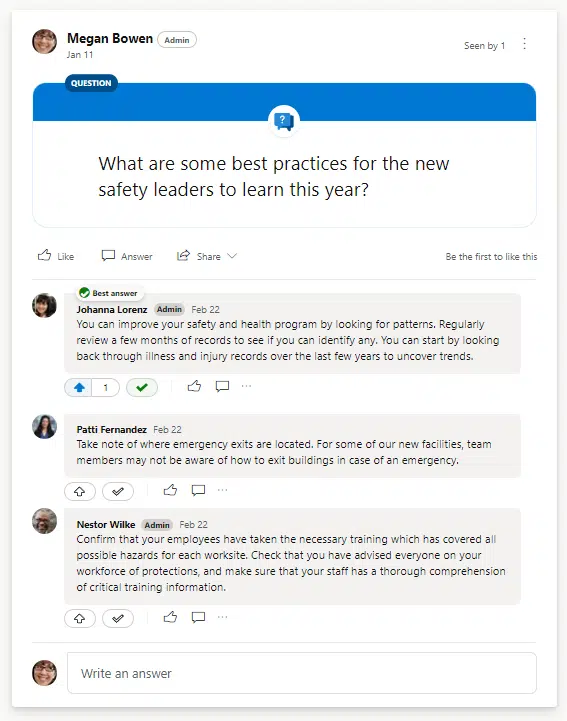 Megan Bowen Admin
Jan 11
Seen by 1
QUESTION
?
What are some best practices for the new
safety leaders to learn this year?
Like Answer Share Be the first to like this
Best answer
Johanna Lorenz Admin Feb 22
You can improve your safety and health program by looking for patterns. Regularly
review a few months of records to see if you can identify any. You can start by looking
back through illness and injury records over the last few years to uncover trends.
1
Patti Fernandez Feb 22
Take note of where emergency exits are located. For some of our new facilities, team
members may not be aware of how to exit buildings in case of an emergency.
Nestor Wilke Admin Feb 22
Confirm that your employees have taken the necessary training which has covered all
possible hazards for each worksite. Check that you have advised everyone on your
workforce of protections, and make sure that your staff has a thorough comprehension
of critical training information.
Write an answer